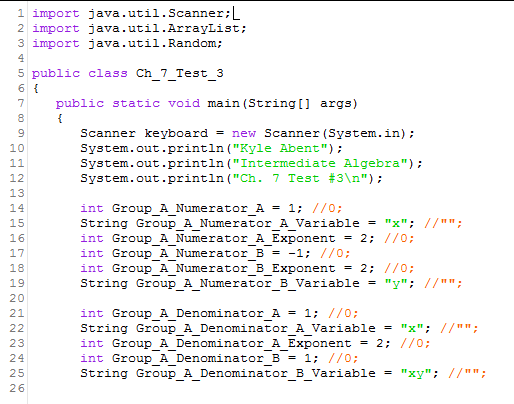 1 import java.util.Scanner;
2 import java.util.ArrayList;
3 import java.util.Random;
4
5 public class Ch_7_Test_3
6 {
7 public static void main(String[] args)
8 {
9 Scanner keyboard = new Scanner(System.in);
10 System.out.println("Kyle Abent");
11 System.out.println("Intermediate Algebra");
12 System.out.println("Ch. 7 Test #3\n");
13
14 int Group_A_Numerator_A = 1; //0;
15 String Group_A_Numerator_A_Variable = "x"; //"";
16 int Group_A_Numerator_A_Exponent = 2; //0;
17 int Group_A_Numerator_B = -1; //0;
18 int Group_A_Numerator_B_Exponent = 2; //0;
19 String Group_A_Numerator_B_Variable = "y"; //"";
20
21 int Group_A_Denominator_A = 1; //0;
22 String Group_A_Denominator_A_Variable = "x"; //"";
23 int Group_A_Denominator_A_Exponent = 2; //0;
24 int Group_A_Denominator_B = 1; //0;
25 String Group_A_Denominator_B_Variable = "xy"; //"";
26